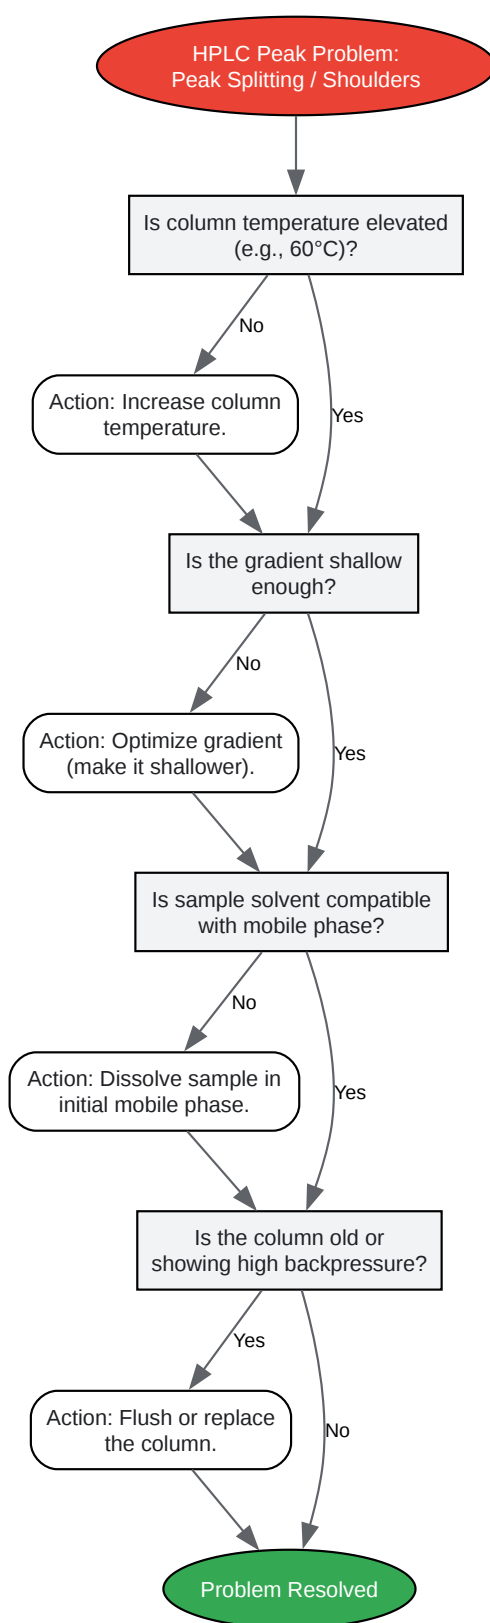 HPLC Peak Problem:
Peak Splitting / Shoulders
Is column temperature elevated
(e.g., 60°C)?
No
Action: Increase column
temperature.
Yes
Is the gradient shallow
enough?
No
Action: Optimize gradient
(make it shallower).
Yes
Is sample solvent compatible
with mobile phase?
No
Action: Dissolve sample in
initial mobile phase.
Yes
Is the column old or
showing high backpressure?
Yes
Action: Flush or replace
the column.
No
Problem Resolved